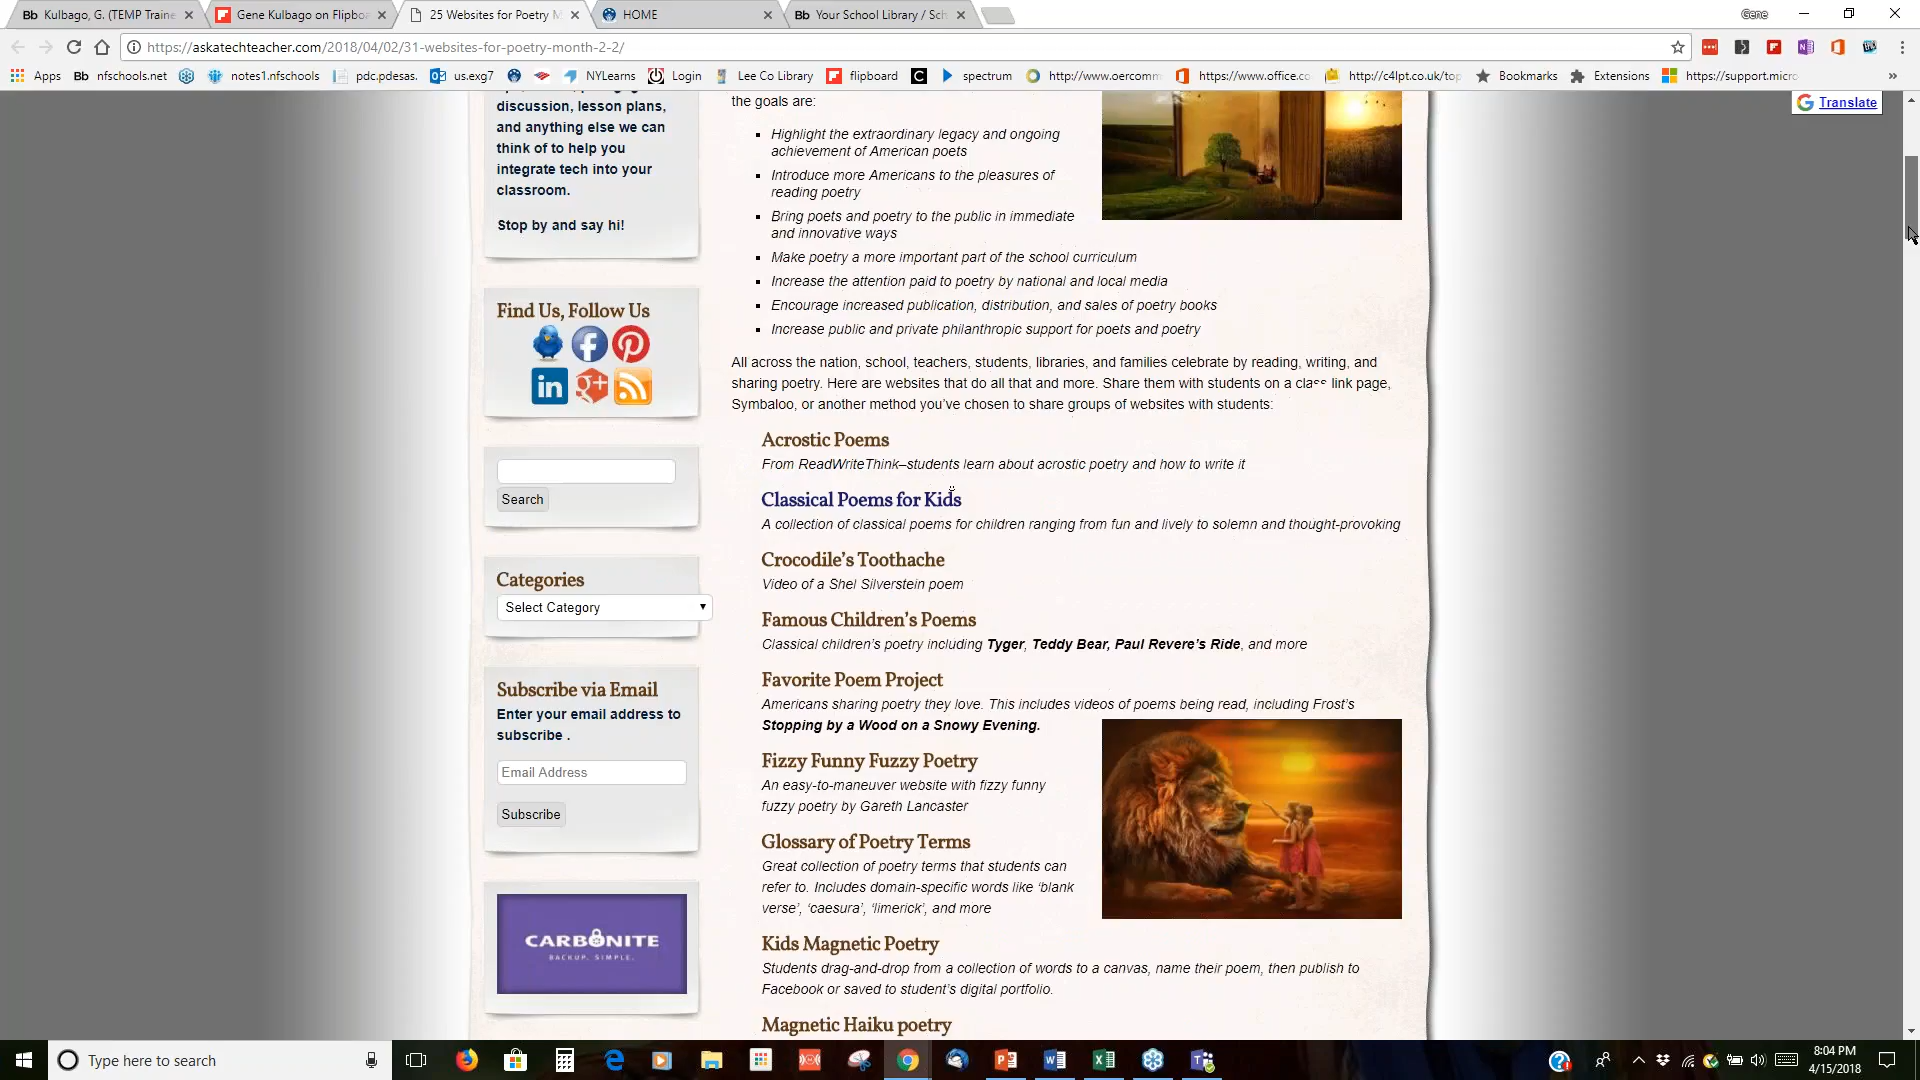 Kulbago, G. (TEMP Traine
Gene Kulbago on Flipboa
25 Websites for Poetry M
HOME
Bb Your School Library / Sch
Gene
https://askatechteacher.com/2018/04/02/31-websites-for-poetry-month-2-2/
Apps
Bb nfschools.net
notes1.nfschools
pdc.pdesas.
us.exg7
NYLearns
Login
Lee Co Library
flipboard
spectrum
http://www.oercomm
https://www.office.co
http://c4lpt.co.uk/top
Bookmarks
Extensions
https://support.micro
Translate
discussion, lesson plans,
and anything else we can
think of to help you
integrate tech into your
classroom.
Stop by and say hi!
Find Us, Follow Us
Search
Categories
Select Category
Subscribe via Email
Enter your email address to
subscribe .
Email Address
Subscribe
CARBONITE
BACKUP. SIMPLE.
the goals are:
Highlight the extraordinary legacy and ongoing
achievement of American poets
Introduce more Americans to the pleasures of
reading poetry
Bring poets and poetry to the public in immediate
and innovative ways
Make poetry a more important part of the school curriculum
Increase the attention paid to poetry by national and local media
Encourage increased publication, distribution, and sales of poetry books
Increase public and private philanthropic support for poets and poetry
All across the nation, school, teachers, students, libraries, and families celebrate by reading, writing, and
sharing poetry. Here are websites that do all that and more. Share them with students on a class link page,
Symbaloo, or another method you’ve chosen to share groups of websites with students:
Acrostic Poems
From ReadWriteThink–students learn about acrostic poetry and how to write it
Classical Poems for Kids
A collection of classical poems for children ranging from fun and lively to solemn and thought-provoking
Crocodile’s Toothache
Video of a Shel Silverstein poem
Famous Children’s Poems
Classical children’s poetry including Tyger, Teddy Bear, Paul Revere’s Ride, and more
Favorite Poem Project
Americans sharing poetry they love. This includes videos of poems being read, including Frost’s
Stopping by a Wood on a Snowy Evening.
Fizzy Funny Fuzzy Poetry
An easy-to-maneuver website with fizzy funny
fuzzy poetry by Gareth Lancaster
Glossary of Poetry Terms
Great collection of poetry terms that students can
refer to. Includes domain-specific words like ‘blank
verse’, ‘caesura’, ‘limerick’, and more
Kids Magnetic Poetry
Students drag-and-drop from a collection of words to a canvas, name their poem, then publish to
Facebook or saved to student’s digital portfolio.
Magnetic Haiku poetry
Type here to search
8:04 PM
4/15/2018